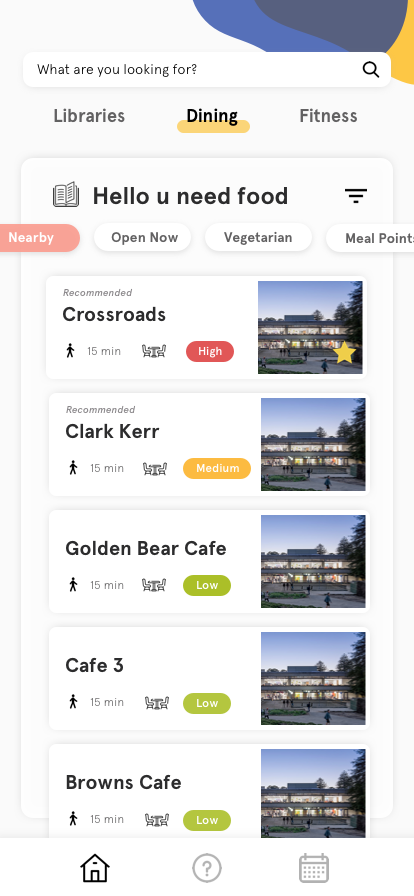 What are you looking for?
Libraries Dining Fitness
Hello u need food
Nearby Open Now Vegetarian Meal Points
Recommended
Crossroads
15 min High
Recommended
Clark Kerr
15 min Medium
Golden Bear Cafe
15 min Low
Cafe 3
15 min Low
Browns Cafe
15 min Low
?